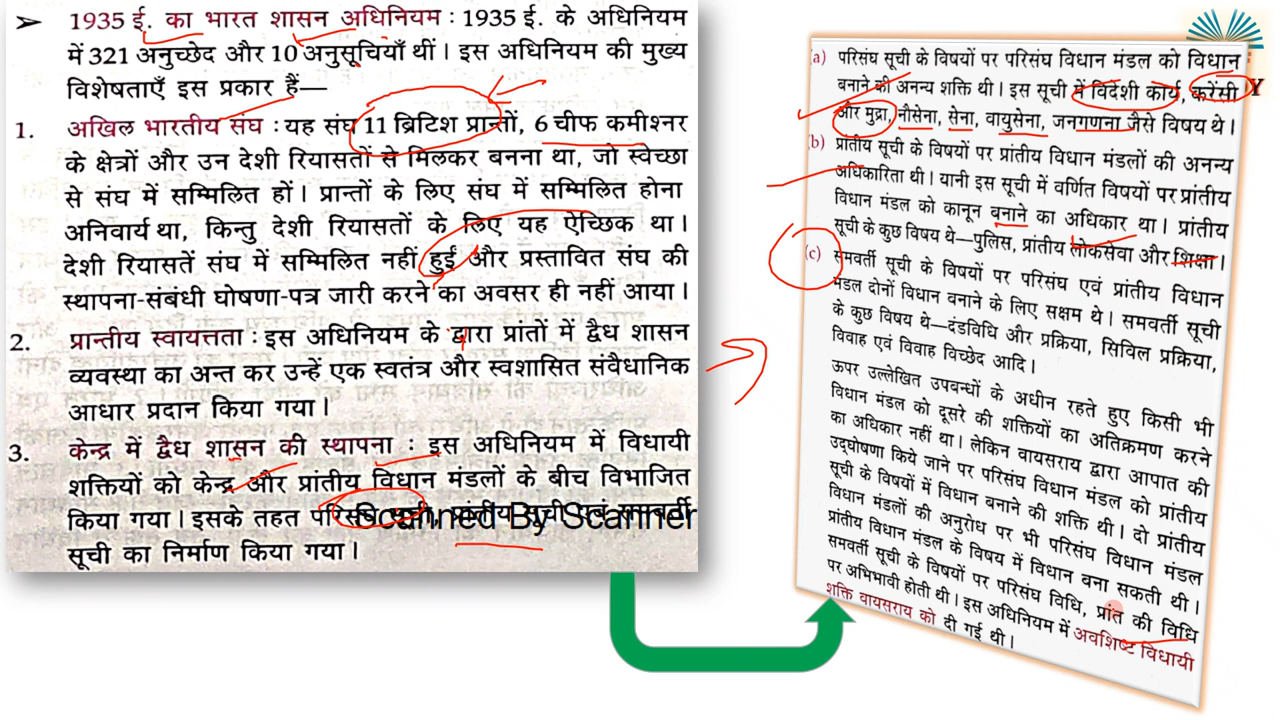 ➤ 1935 ई. का भारत शासन अधिनियम : 1935 ई. के अधिनियम
में 321 अनुच्छेद और 10 अनुसूचियाँ थीं। इस अधिनियम की मुख्य
विशेषताएँ इस प्रकार हैं—
1. अखिल भारतीय संघ : यह संघ 11 ब्रिटिश प्रान्तों, 6 चीफ कमीश्नर
के क्षेत्रों और उन देशी रियासतों से मिलकर बनना था, जो स्वेच्छा
से संघ में सम्मिलित हों। प्रान्तों के लिए संघ में सम्मिलित होना
अनिवार्य था, किन्तु देशी रियासतों के लिए यह ऐच्छिक था।
देशी रियासतें संघ में सम्मिलित नहीं हुईं और प्रस्तावित संघ की
स्थापना-संबंधी घोषणा-पत्र जारी करने का अवसर ही नहीं आया।
2. प्रान्तीय स्वायत्तता : इस अधिनियम के द्वारा प्रांतों में द्वैध शासन
व्यवस्था का अन्त कर उन्हें एक स्वतंत्र और स्वशासित संवैधानिक
आधार प्रदान किया गया।
3. केन्द्र में द्वैध शासन की स्थापना : इस अधिनियम में विधायी
शक्तियों को केन्द्र और प्रांतीय विधान मंडलों के बीच विभाजित
किया गया। इसके तहत परिसंघ सूची, प्रांतीय सूची एवं समवर्ती
Scanned By Scanner
सूची का निर्माण किया गया।
(a) परिसंघ सूची के विषयों पर परिसंघ विधान मंडल को विधान
बनाने की अनन्य शक्ति थी। इस सूची में विदेशी कार्य, करेंसी
और मुद्रा, नौसेना, सेना, वायुसेना, जनगणना जैसे विषय थे।
(b) प्रांतीय सूची के विषयों पर प्रांतीय विधान मंडलों की अनन्य
अधिकारिता थी। यानी इस सूची में वर्णित विषयों पर प्रांतीय
विधान मंडल को कानून बनाने का अधिकार था। प्रांतीय
सूची के कुछ विषय थे—पुलिस, प्रांतीय लोकसेवा और शिक्षा।
(c) समवर्ती सूची के विषयों पर परिसंघ एवं प्रांतीय विधान
मंडल दोनों विधान बनाने के लिए सक्षम थे। समवर्ती सूची
के कुछ विषय थे—दंडविधि और प्रक्रिया, सिविल प्रक्रिया,
विवाह एवं विवाह विच्छेद आदि।
ऊपर उल्लेखित उपबन्धों के अधीन रहते हुए किसी भी
विधान मंडल को दूसरे की शक्तियों का अतिक्रमण करने
का अधिकार नहीं था। लेकिन वायसराय द्वारा आपात की
उद्घोषणा किये जाने पर परिसंघ विधान मंडल को प्रांतीय
सूची के विषयों में विधान बनाने की शक्ति थी। दो प्रांतीय
विधान मंडलों की अनुरोध पर भी परिसंघ विधान मंडल
प्रांतीय विधान मंडल के विषय में विधान बना सकती थी।
समवर्ती सूची के विषयों पर परिसंघ विधि, प्रांत की विधि
पर अभिभावी होती थी। इस अधिनियम में अवशिष्ट विधायी
शक्ति वायसराय को दी गई थी।